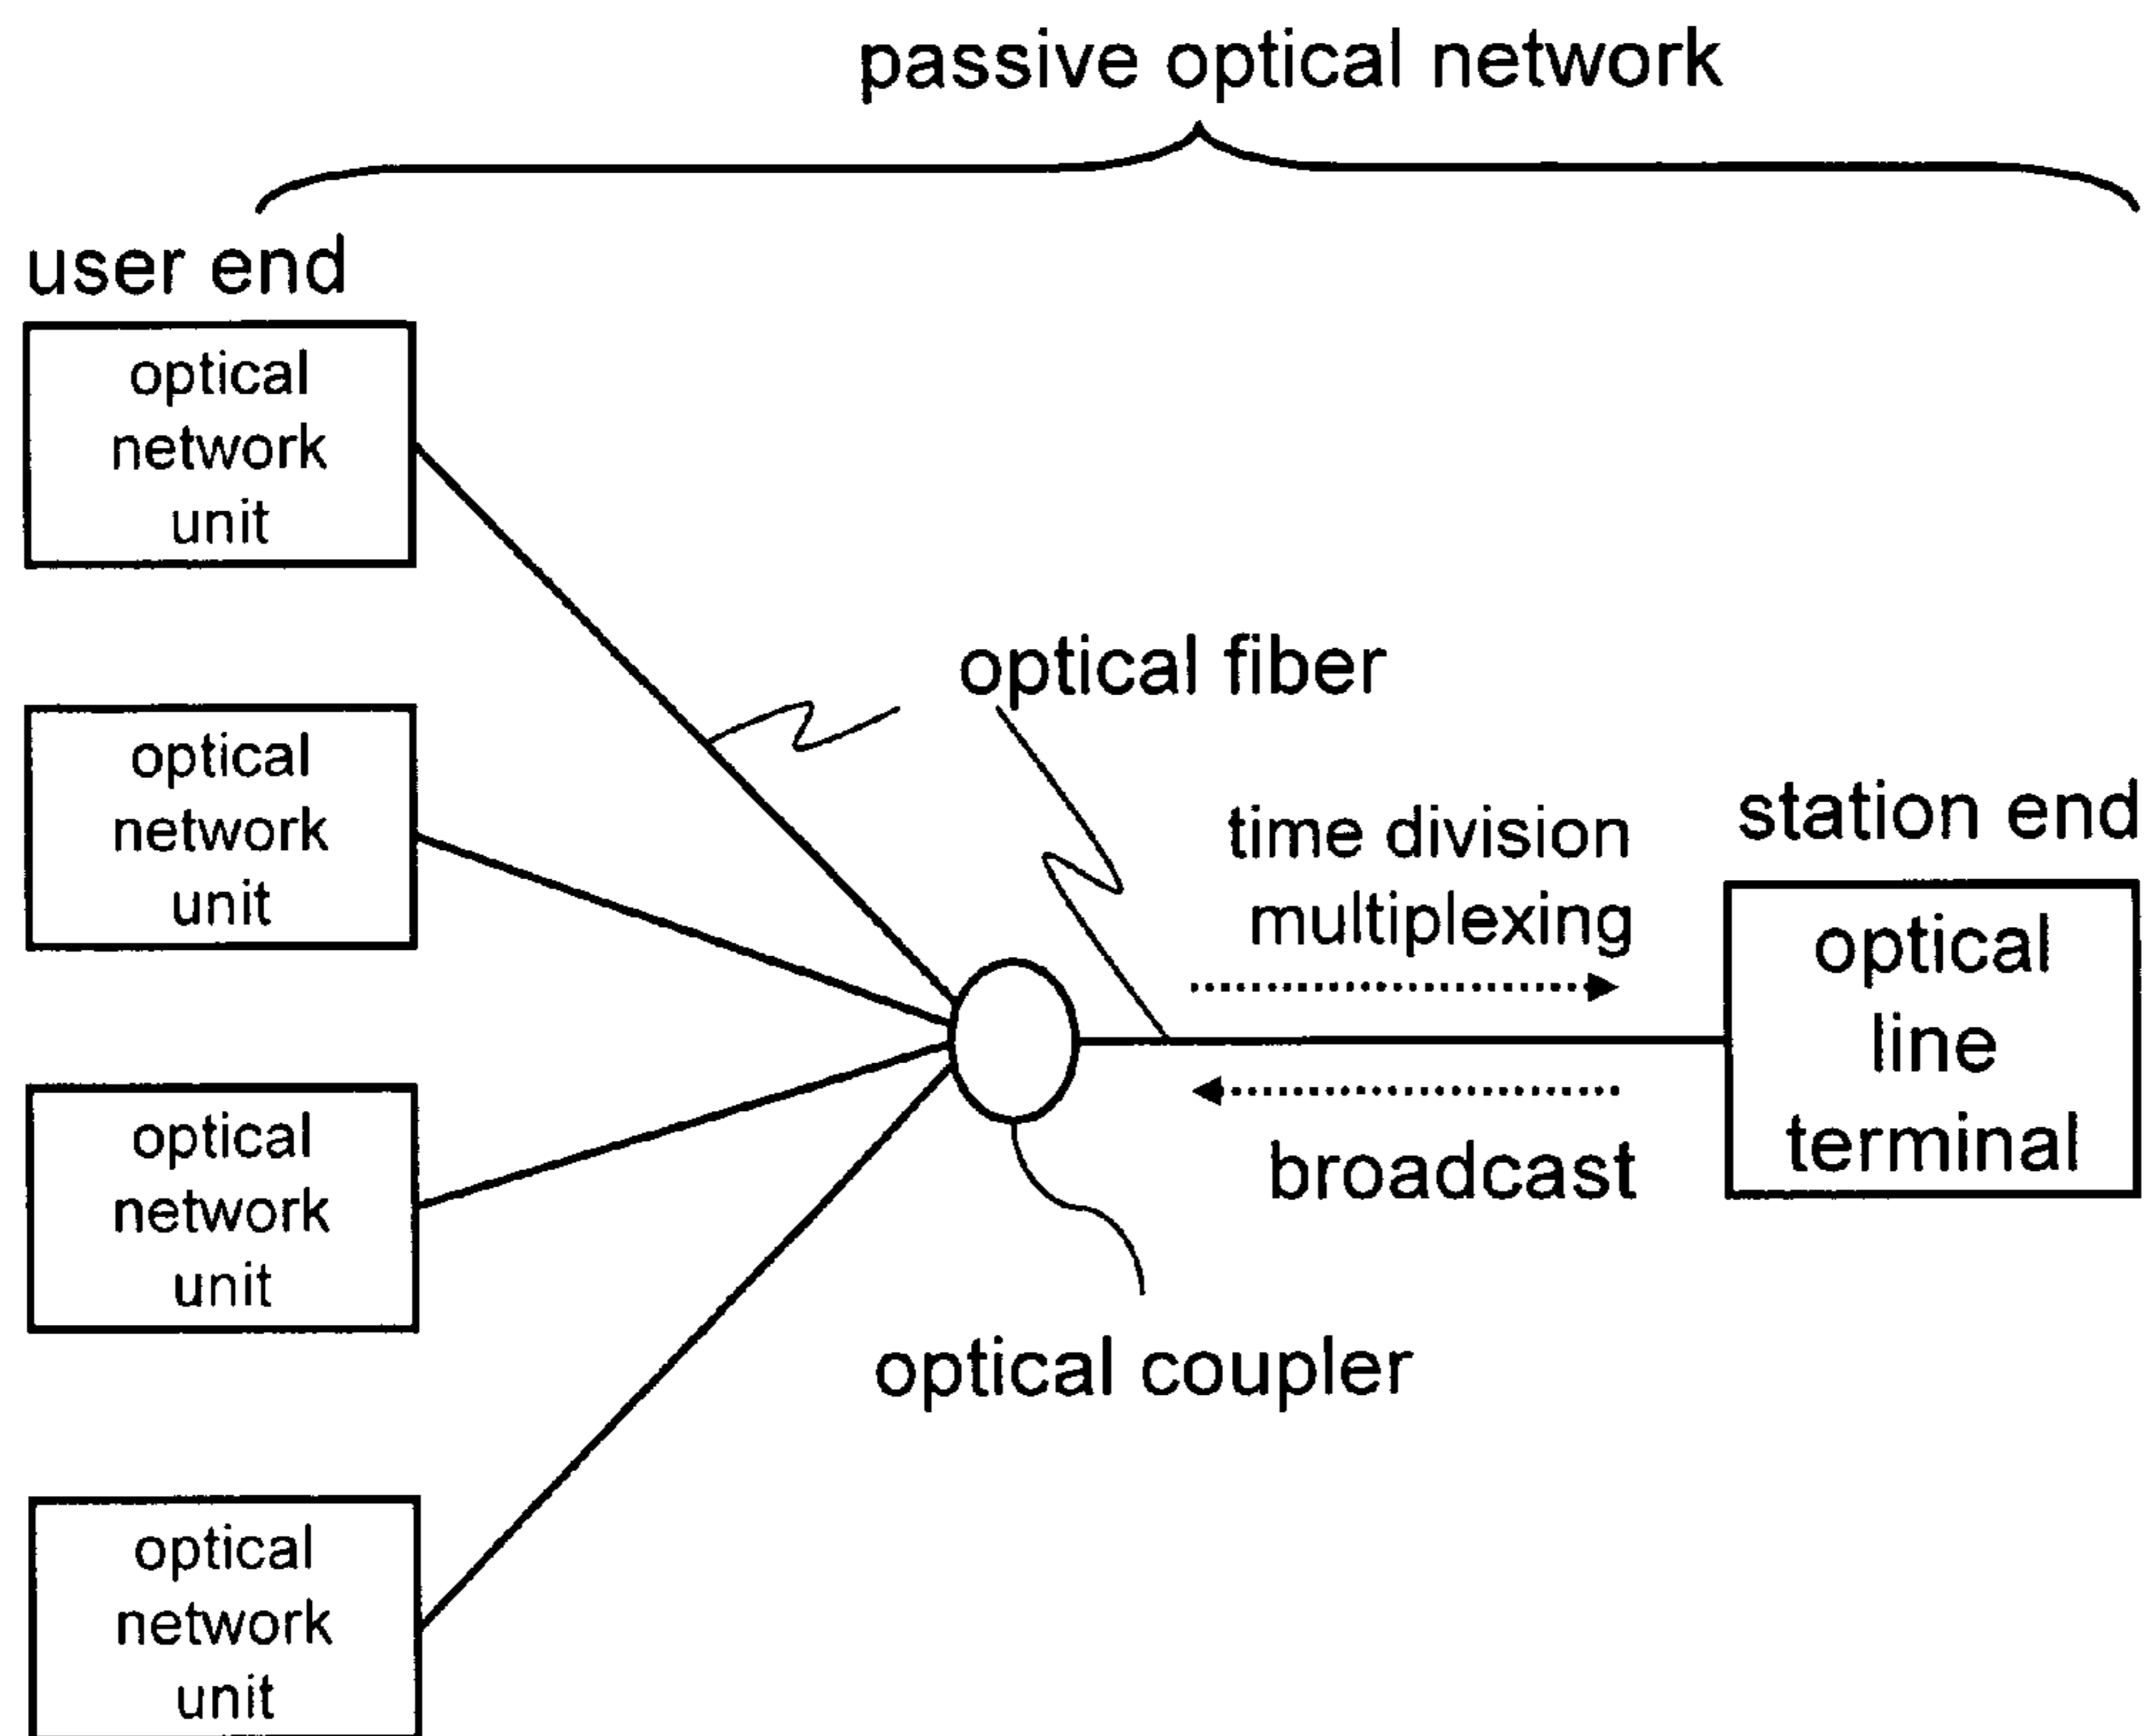 passive optical network
user end
optical
network
unit
optical
network
unit
optical
network
unit
optical
network
unit
optical fiber
time division
multiplexing
broadcast
optical coupler
station end
optical
line
terminal